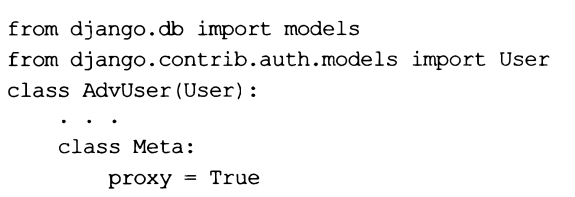 from django.db import models
from django.contrib.auth.models import User
class AdvUser(User):
    . . .
    class Meta:
        proxy = True